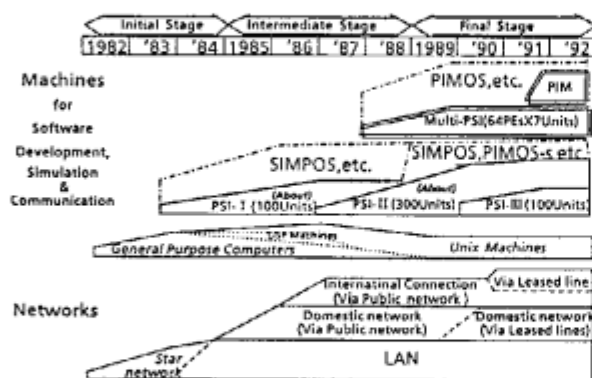 Initial Stage Intermediate Stage Final Stage
1982 '83 '84 1985 '86 '87 '88 1989 '90 '91 '92
Machines
for
Software
Development,
Simulation
&
Communication
PIMOS,etc.
PIM
Multi-PSI(64PEsX7Units)
SIMPOS,etc.
SIMPOS,PIMOS-s etc.
(About)
PSI-I (100Units)
(About)
PSI-II (300Units)
PSI-III (100Units)
Machines
General Purpose Computers
Unix Machines
Networks
Internatinal Connection
(Via Public network)
Via Leased line
Domestic network
(Via Public network)
Domestic network
(Via Leased lines)
Star
network
LAN